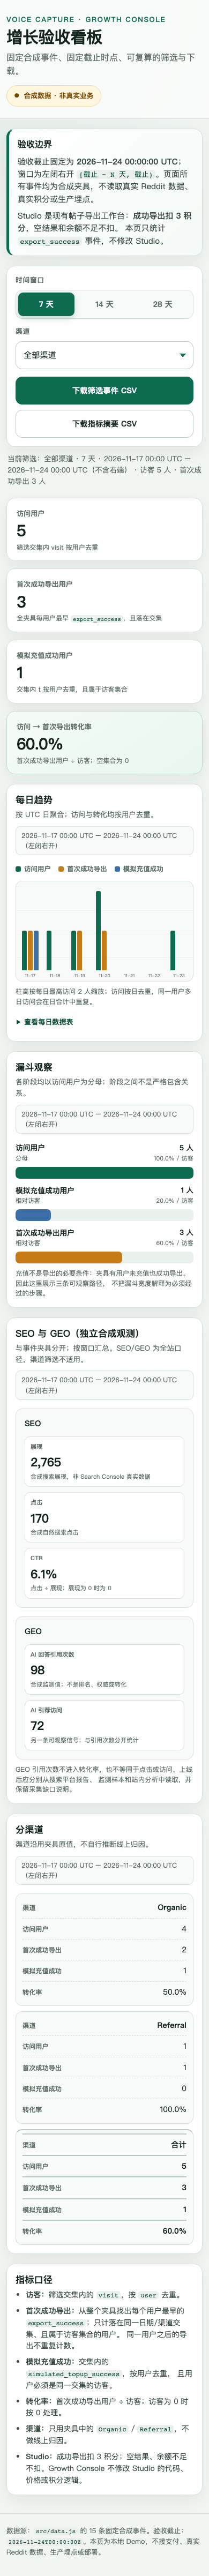 VOICE CAPTURE · GROWTH CONSOLE
增长验收看板
固定合成事件、固定截止时点、可复算的筛选与下
载。
合成数据 · 非真实业务
验收边界
验收截止固定为 2026-11-24 00:00:00 UTC；
窗口为左闭右开 [截止 − N 天, 截止)。页面所
有事件均为合成夹具，不读取真实 Reddit 数据、
真实积分或生产埋点。
Studio 是现有帖子导出工作台：成功导出扣 3 积
分，空结果、余额不足不扣。 本页只统计
export_success 事件，不修改 Studio。
时间窗口
7 天
14 天
28 天
渠道
全部渠道
下载筛选事件 CSV
下载指标摘要 CSV
当前筛选：全部渠道 · 7 天 · 2026-11-17 00:00 UTC —
2026-11-24 00:00 UTC（不含右端） · 访客 5 人 · 首次成
功导出 3 人
访问用户
5
筛选交集内 visit 按用户去重
首次成功导出用户
3
全夹具每用户最早 export_success，且落在交集
模拟充值成功用户
1
交集内 t 按用户去重，且属于访客集合
访问 → 首次导出转化率
60.0%
首次成功导出用户 ÷ 访客；空集合为 0
每日趋势
按 UTC 日聚合；访问与转化均按用户去重。
2026-11-17 00:00 UTC — 2026-11-24 00:00 UTC
（左闭右开）
访问用户
首次成功导出
模拟充值成功
11-17
11-18
11-19
11-20
11-21
11-22
11-23
柱高按每日最高访问 2 人缩放；访问按日去重，同一用户多
日访问会在日合计中重复。
▶ 查看每日数据表
漏斗观察
各阶段均以访问用户为分母；阶段之间不是严格包含关
系。
2026-11-17 00:00 UTC — 2026-11-24 00:00 UTC
（左闭右开）
访问用户
5 人
分母
100.0% / 访客
模拟充值成功用户
1 人
相对访客
20.0% / 访客
首次成功导出用户
3 人
相对访客
60.0% / 访客
充值不是导出的必要条件：夹具有用户未充值也成功导出。
因此这里展示三条可观察路径， 不把漏斗宽度解释为必须经
过的步骤。
SEO 与 GEO（独立合成观测）
与事件夹具分开；按窗口汇总。SEO/GEO 为全站口
径，渠道筛选不适用。
2026-11-17 00:00 UTC — 2026-11-24 00:00 UTC
（左闭右开）
SEO
展现
2,765
合成搜索展现，非 Search Console 真实数据
点击
170
合成自然搜索点击
CTR
6.1%
点击 ÷ 展现；展现为 0 时为 0
GEO
AI 回答引用次数
98
合成监测值：不是排名、权威或转化
AI 引荐访问
72
另一条可观察信号；与引用次数分开统计
GEO 引用次数不进入转化率，也不等同于点击或访问。上线
后应分别从搜索平台报告、 监测样本和站内分析中读取，并
保留采集缺口说明。
分渠道
渠道沿用夹具原值，不自行推断线上归因。
2026-11-17 00:00 UTC — 2026-11-24 00:00 UTC
（左闭右开）
渠道
Organic
访问用户
4
首次成功导出
2
模拟充值成功
1
转化率
50.0%
渠道
Referral
访问用户
1
首次成功导出
1
模拟充值成功
0
转化率
100.0%
渠道
合计
访问用户
5
首次成功导出
3
模拟充值成功
1
转化率
60.0%
指标口径
访客：筛选交集内的 visit，按 user 去重。
首次成功导出：从整个夹具找出每个用户最早的
export_success；只计落在同一日期/渠道交
集、且属于访客集合的用户。 同一用户之后的导
出不重复计数。
模拟充值成功：交集内的
simulated_topup_success，按用户去重， 且用
户必须是同一交集的访客。
转化率：首次成功导出用户 ÷ 访客；访客为 0 时
按 0 处理。
渠道：只用夹具中的 Organic / Referral，不
做线上归因。
Studio：成功导出扣 3 积分；空结果、余额不足
不扣。Growth Console 不修改 Studio 的代码、
价格或积分逻辑。
数据源： src/data.js 的 15 条固定合成事件。验收截止：
2026-11-24T00:00:00Z 。本页为本地 Demo，不接支付、真实
Reddit 数据、生产埋点或部署。